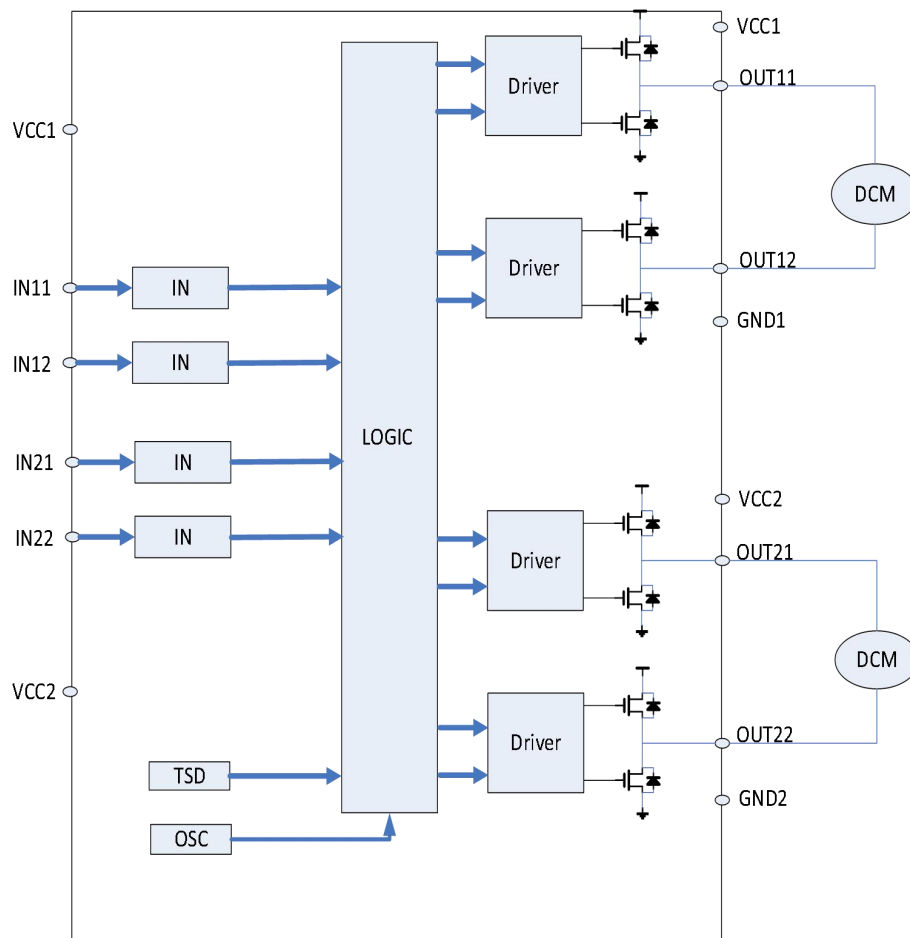 VCC1
Driver
OUT11
VCC1
DCM
Driver
OUT12
IN11
IN
GND1
IN12
IN
LOGIC
IN21
IN
VCC2
IN22
IN
OUT21
Driver
DCM
VCC2
Driver
OUT22
TSD
GND2
OSC